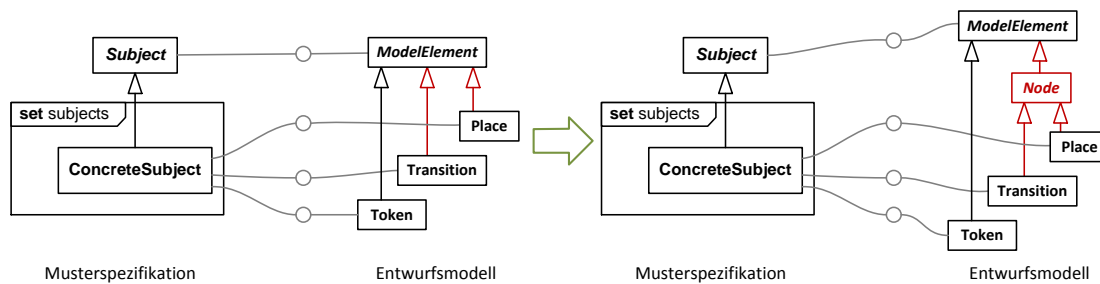 Subject
ModelElement
set subjects
Place
ConcreteSubject
Transition
Token
Musterspezifikation
Entwurfsmodell
ModelElement
Subject
Node
set subjects
Place
ConcreteSubject
Transition
Token
Musterspezifikation
Entwurfsmodell